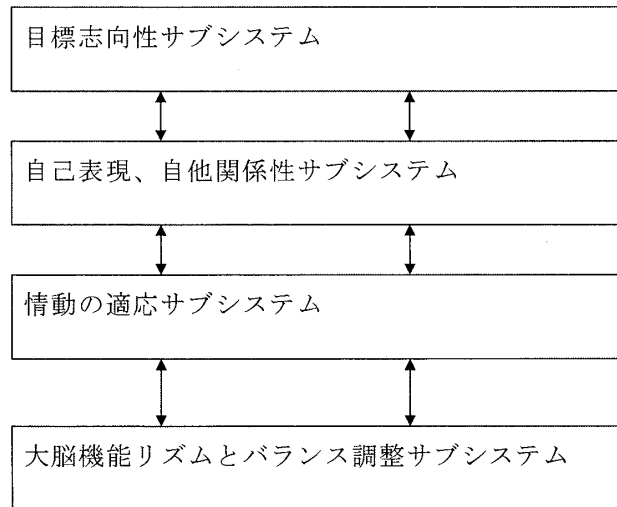 目標志向性サブシステム
自己表現、自他関係性サブシステム
情動の適応サブシステム
大脳機能リズムとバランス調整サブシステム